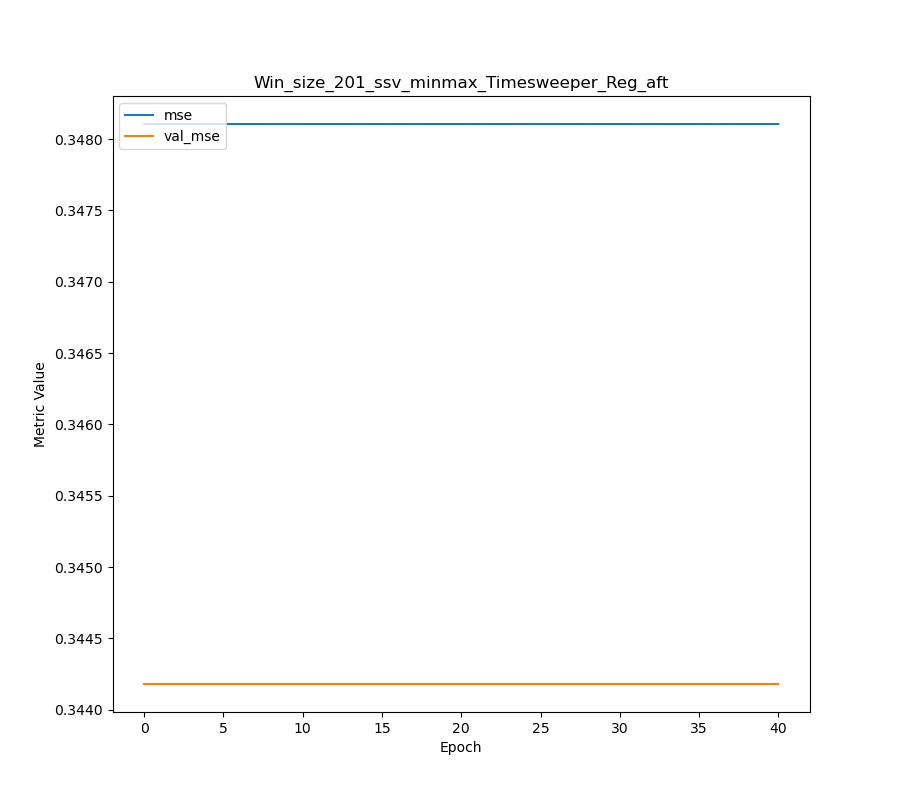 Win_size_201_ssv_minmax_Timesweeper_Reg_aft
mse
val_mse
0.3480
0.3475
0.3470
0.3465
0.3460
0.3455
0.3450
0.3445
0.3440
Metric Value
0 5 10 15 20 25 30 35 40
Epoch